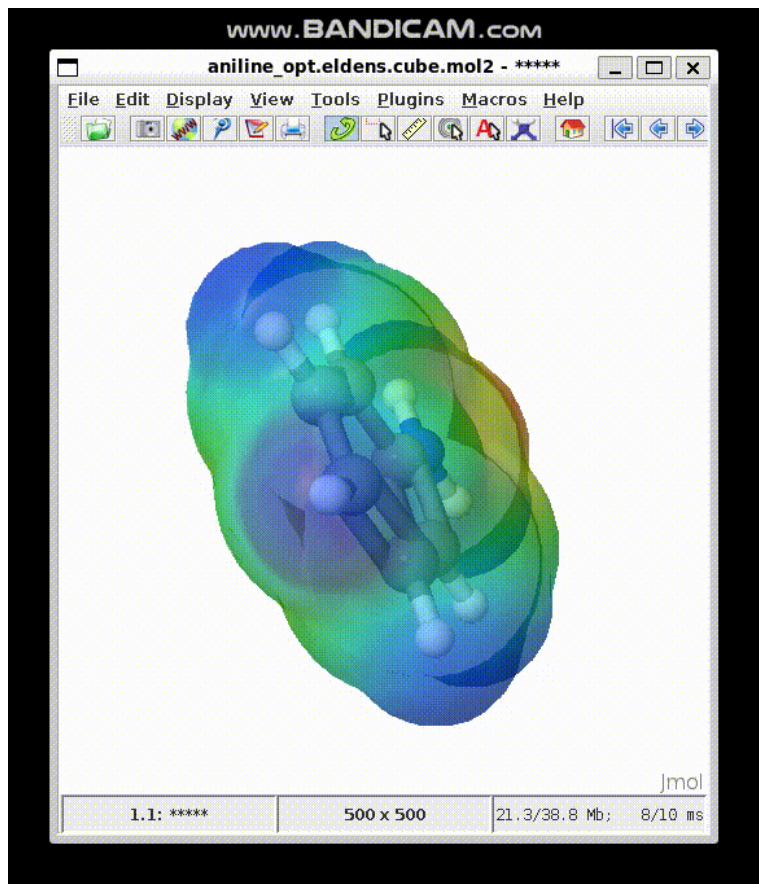 www.BANDICAM.COM
aniline_opt.eldens.cube.mol2 - *****
File Edit Display View Tools Plugins Macros Help
Jmol
1.1: ***** 500 x 500 21.3/38.8 Mb; 8/10 ms